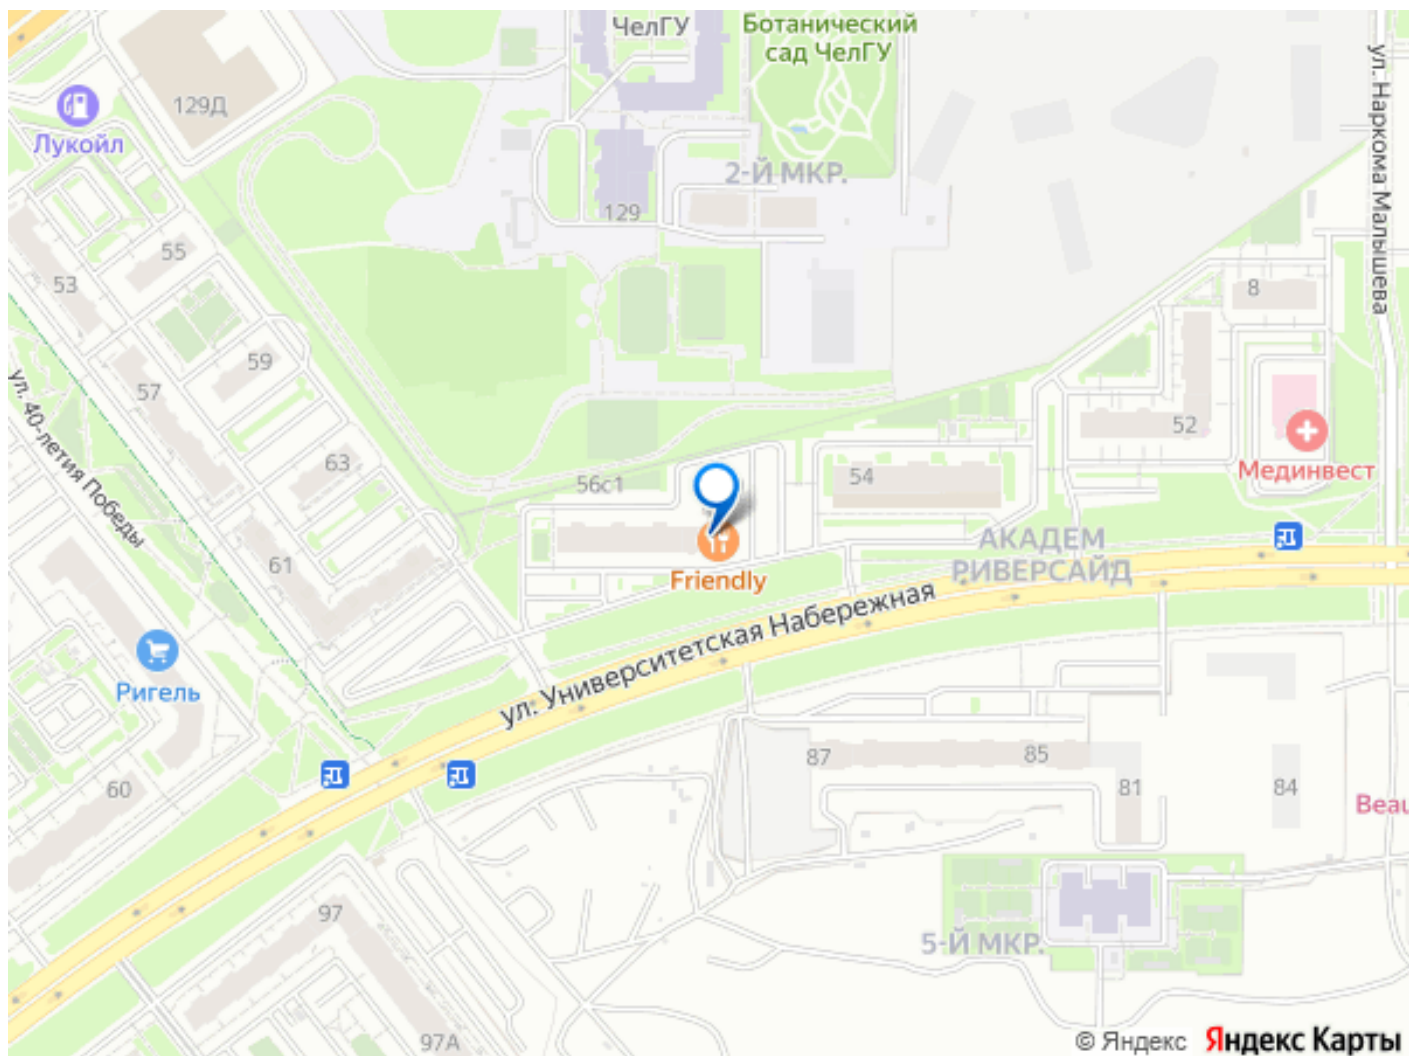 ЧелГУ
Ботанический
сад ЧелГУ
129Д
Лукойл
ул. Наркома Малышева
2-Й МКР.
129
55
53
8
59
57
ул. 40-летия Победы
52
63
Мединвест
54
56с1
АКАДЕМ
РИВЕРСАЙД
61
Friendly
ул. Университетская Набережная
Ригель
87
85
60
81
84
Beau
97
5-Й МКР.
97А
© Яндекс Яндекс Карты